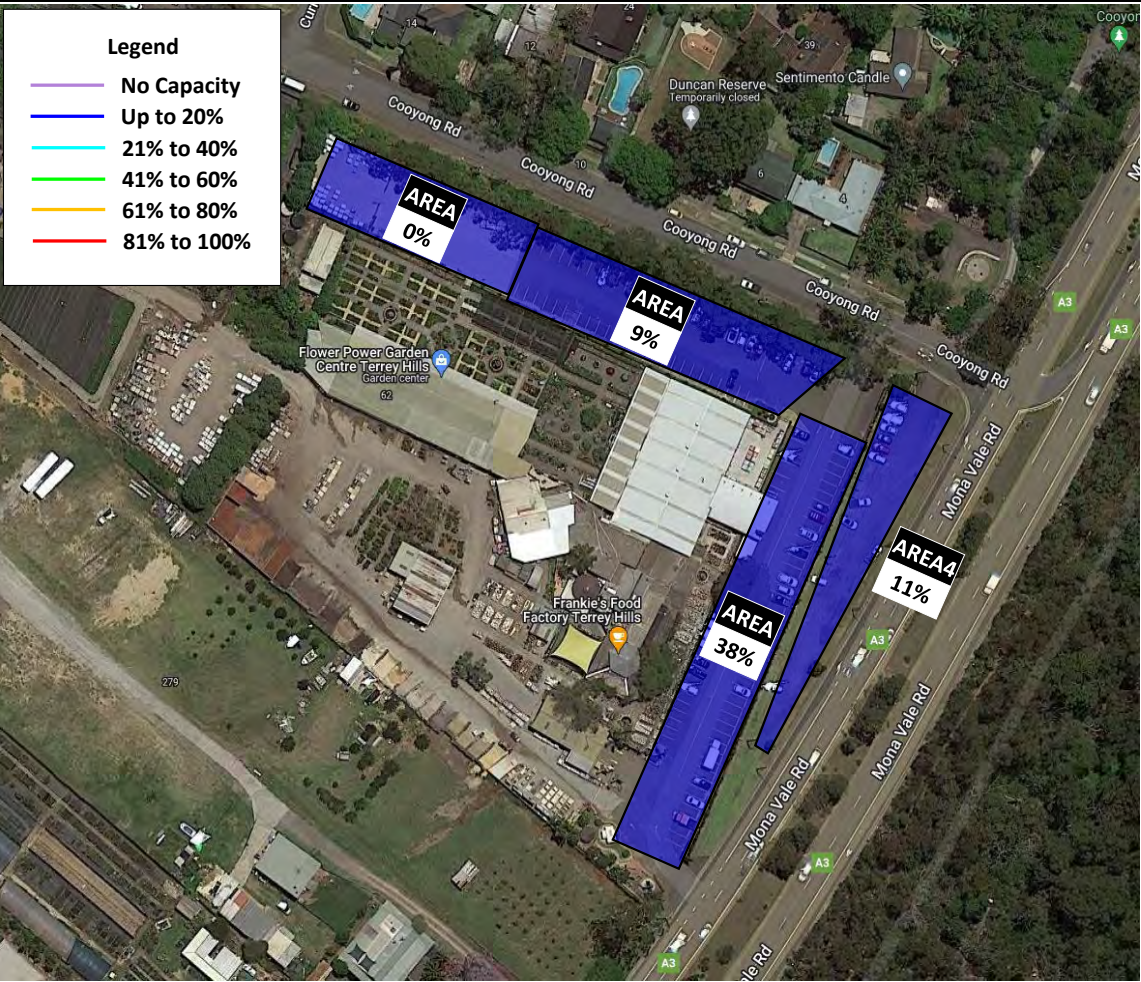 Legend
No Capacity
Up to 20%
21% to 40%
41% to 60%
61% to 80%
81% to 100%
14
24
12
39
Cooyong
Duncan Reserve
Temporarily closed
Sentimento Candle
Cooyong Rd
10
Cooyong Rd
6
4
Cooyong Rd
Cooyong Rd
Cooyong Rd
A3
A3
AREA
0%
AREA
9%
Flower Power Garden
Centre Terrey Hills
Garden center
62
Mona Vale Rd
AREA4
11%
AREA
38%
Frankie's Food
Factory Terrey Hills
A3
279
Mona Vale Rd
Mona Vale Rd
A3
A3
ale Rd